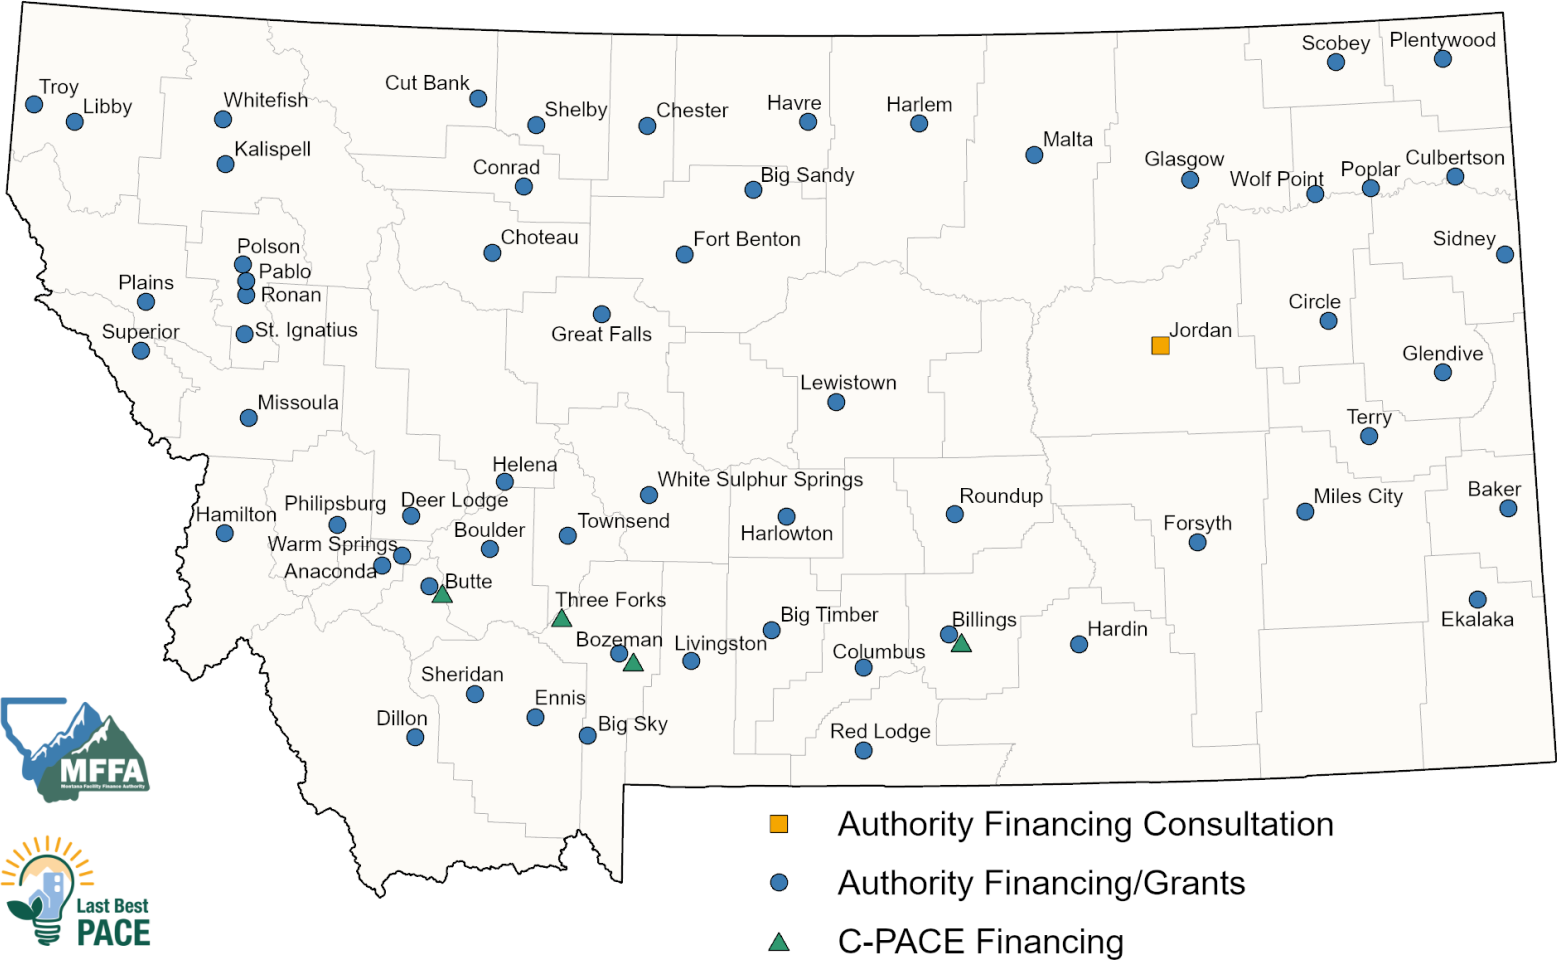 Scobey
Plentywood
Troy
Libby
Whitefish
Cut Bank
Shelby
Chester
Havre
Harlem
Malta
Kalispell
Conrad
Big Sandy
Glasgow
Wolf Point
Poplar
Culbertson
Choteau
Fort Benton
Sidney
Polson
Pablo
Ronan
Plains
Superior
St. Ignatius
Great Falls
Jordan
Circle
Glendive
Lewistown
Missoula
Terry
Helena
White Sulphur Springs
Hamilton
Philipsburg
Deer Lodge
Townsend
Harlowton
Roundup
Miles City
Baker
Warm Springs
Boulder
Forsyth
Anaconda
Butte
Three Forks
Bozeman
Livingston
Big Timber
Billings
Hardin
Ekalaka
Columbus
Sheridan
Ennis
Dillon
Big Sky
Red Lodge
MFFA
Montana Facility Finance Authority
Last Best
PACE
Authority Financing Consultation
Authority Financing/Grants
C-PACE Financing